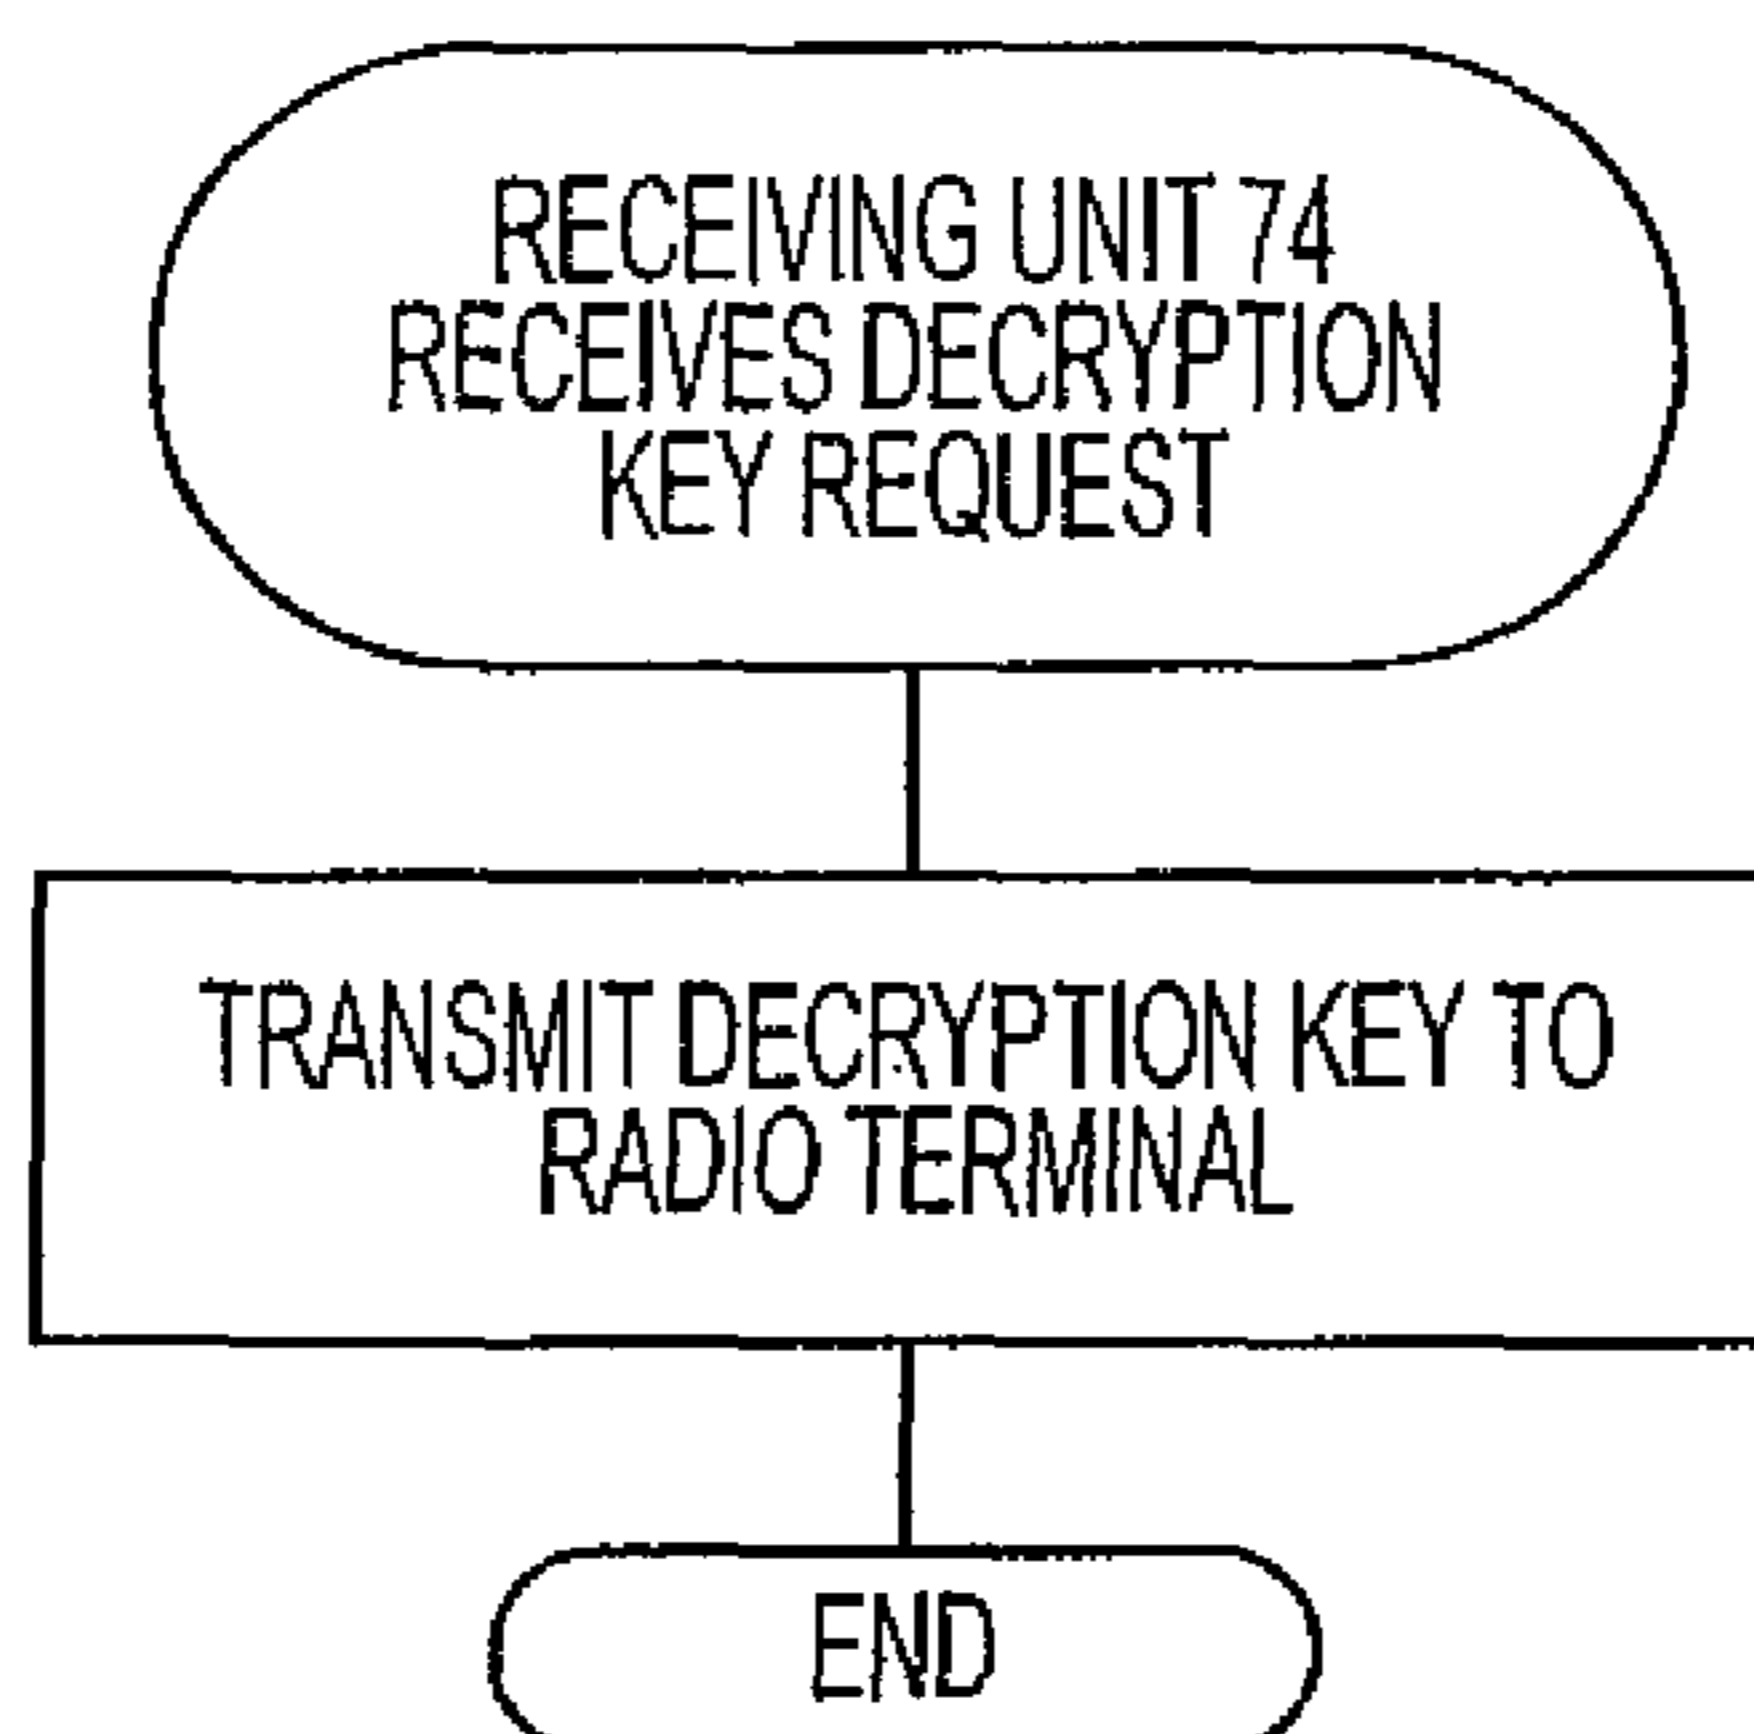 RECEIVING UNIT 74
RECEIVES DECRYPTION
KEY REQUEST
TRANSMIT DECRYPTION KEY TO
RADIO TERMINAL
END